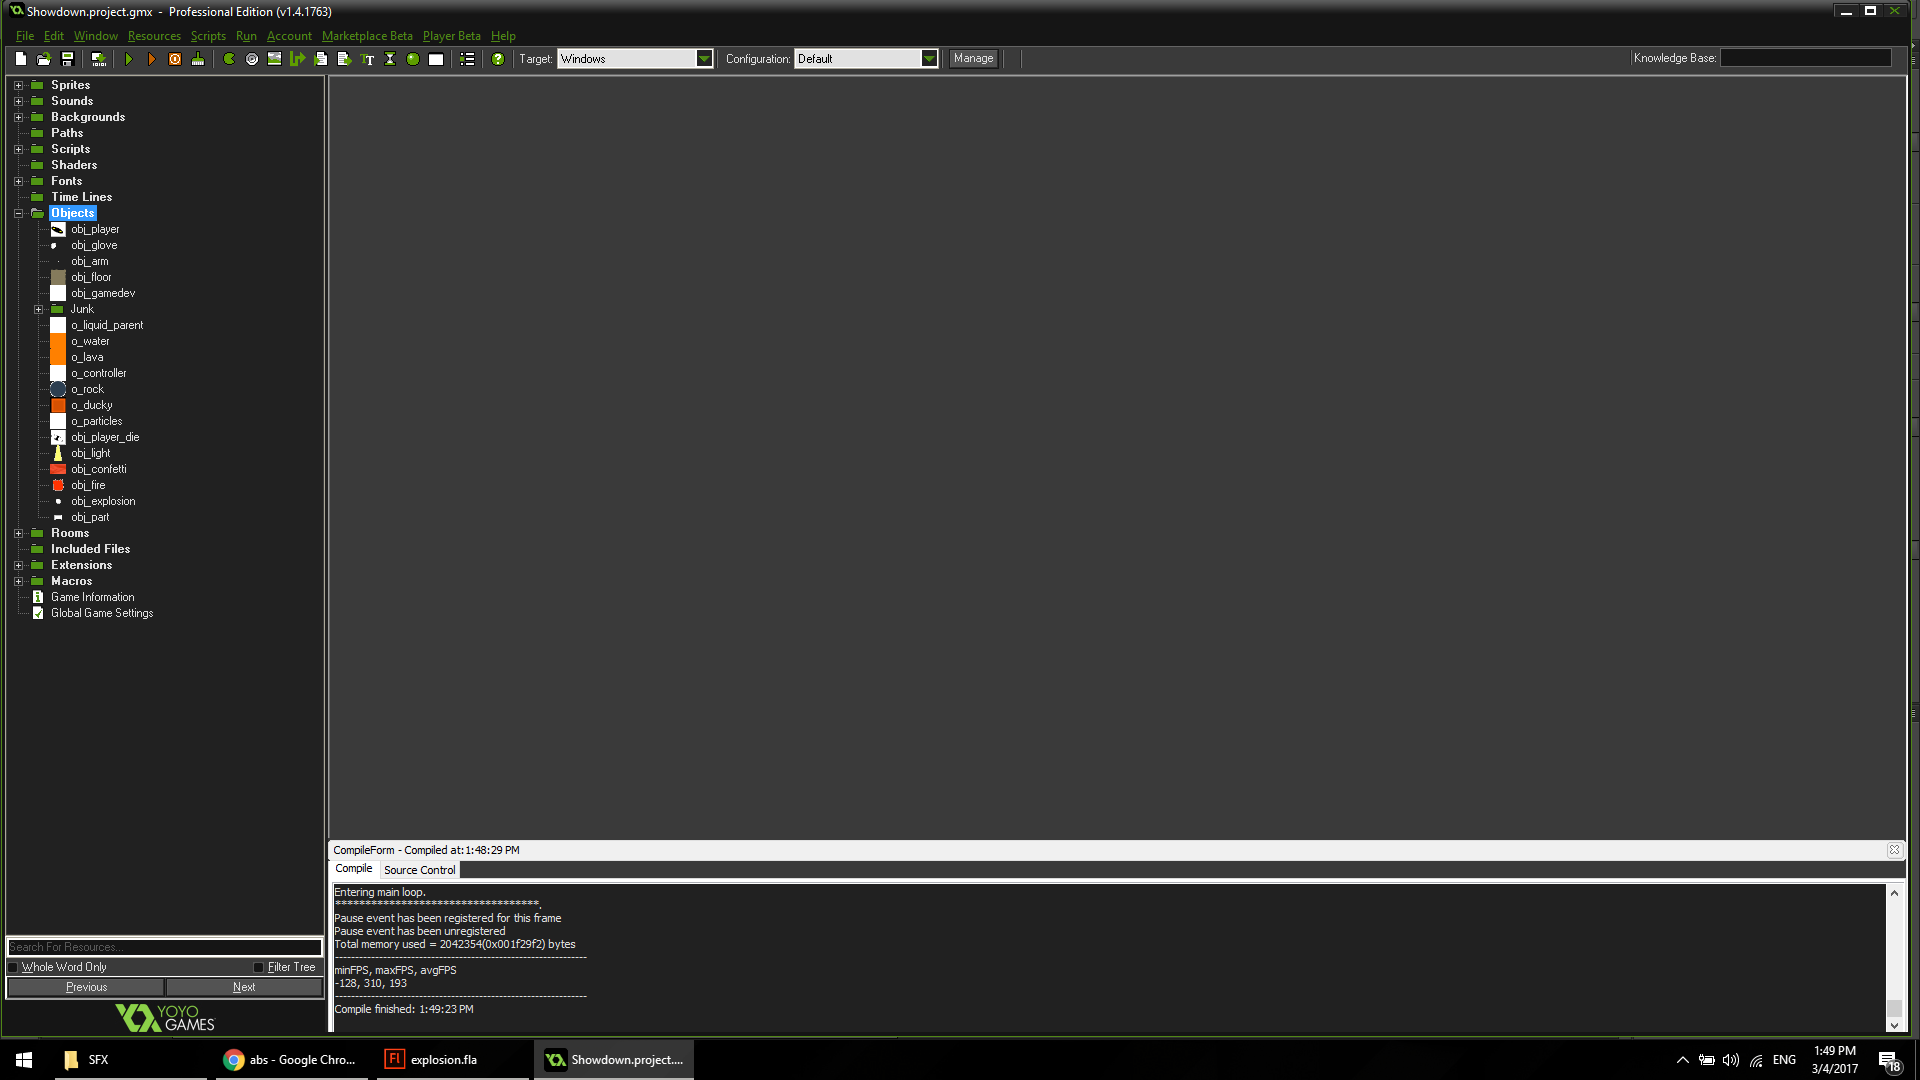 Showdown.project.gmx - Professional Edition (v1.4.1763)
File Edit Window Resources Scripts Run Account Marketplace Beta Player Beta Help
Target: Windows Configuration: Default Manage Knowledge Base:
Sprites
Sounds
Backgrounds
Paths
Scripts
Shaders
Fonts
Time Lines
Objects
obj_player
obj_glove
obj_arm
obj_floor
obj_gamedev
Junk
o_liquid_parent
o_water
o_lava
o_controller
o_rock
o_ducky
o_particles
obj_player_die
obj_light
obj_confetti
obj_fire
obj_explosion
obj_part
Rooms
Included Files
Extensions
Macros
Game Information
Global Game Settings
Search For Resources...
Whole Word Only Filter Tree
Previous Next
YOYO
GAMES
CompileForm - Compiled at:1:48:29 PM
Compile Source Control
Entering main loop.
***********************************.
Pause event has been registered for this frame
Pause event has been unregistered
Total memory used = 2042354(0x001f29f2) bytes
---------------------------------------------------------------
minFPS, maxFPS, avgFPS
-128, 310, 193
---------------------------------------------------------------
Compile finished: 1:49:23 PM
SFX
abs - Google Chro...
explosion.fla
Showdown.project....
ENG
1:49 PM
3/4/2017
18